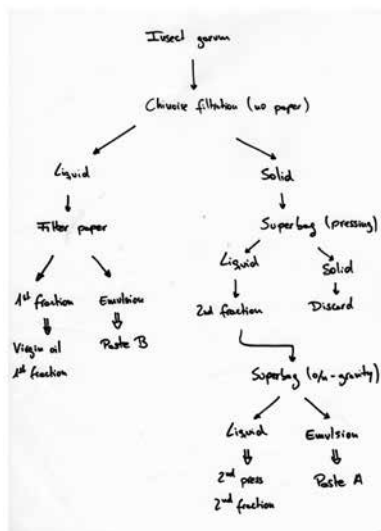 Insect garum
Chinoise filtration (no paper)
Liquid
Solid
Filter paper
Superbag (pressing)
Liquid
Solid
1st fraction
Emulsion
2nd fraction
Discard
Virgin oil
1st fraction
Paste B
Superbag (o/n-gravity)
Liquid
Emulsion
2nd press
2nd fraction
Paste A